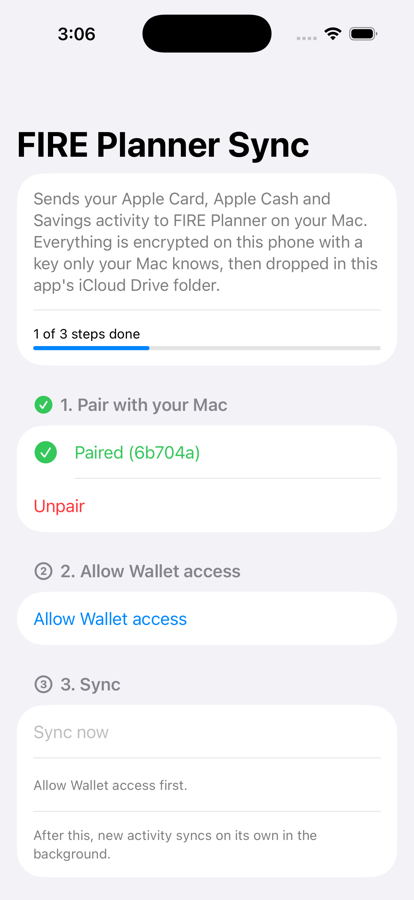 3:06
FIRE Planner Sync
Sends your Apple Card, Apple Cash and
Savings activity to FIRE Planner on your Mac.
Everything is encrypted on this phone with a
key only your Mac knows, then dropped in this
app's iCloud Drive folder.
1 of 3 steps done
1. Pair with your Mac
Paired (6b704a)
Unpair
2 2. Allow Wallet access
Allow Wallet access
3 3. Sync
Sync now
Allow Wallet access first.
After this, new activity syncs on its own in the
background.